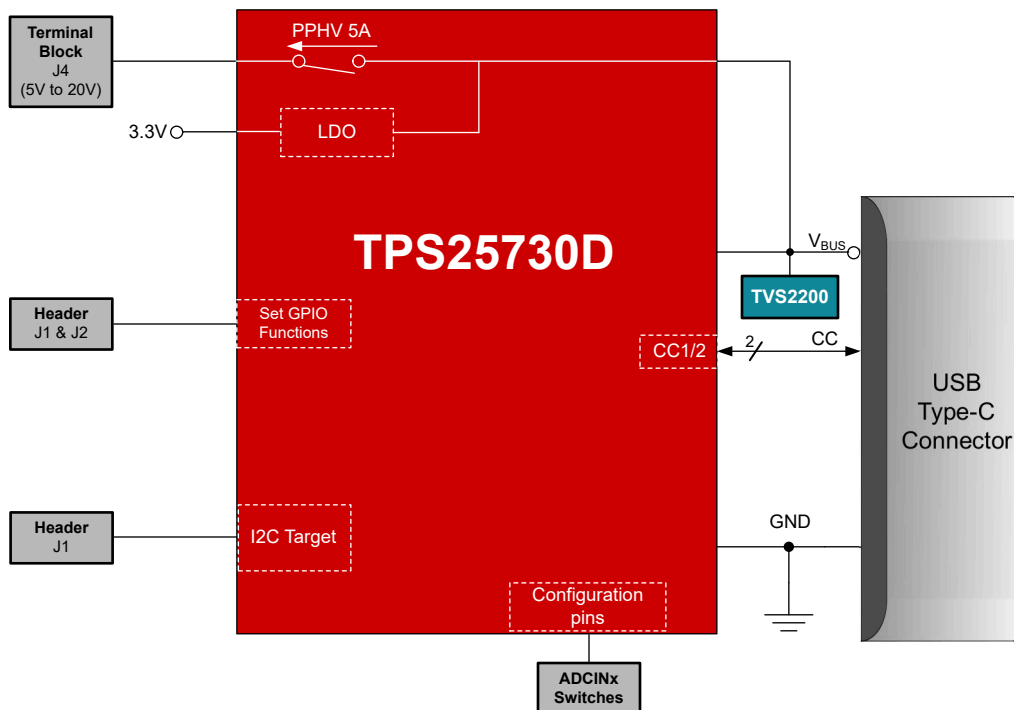 Terminal
Block
J4
(5V to 20V)
PPHV 5A
3.3V
LDO
TPS25730D
VBUS
TVS2200
Header
J1 & J2
Set GPIO
Functions
CC1/2
2
CC
USB
Type-C
Connector
Header
J1
I2C Target
GND
Configuration
pins
ADCINx
Switches